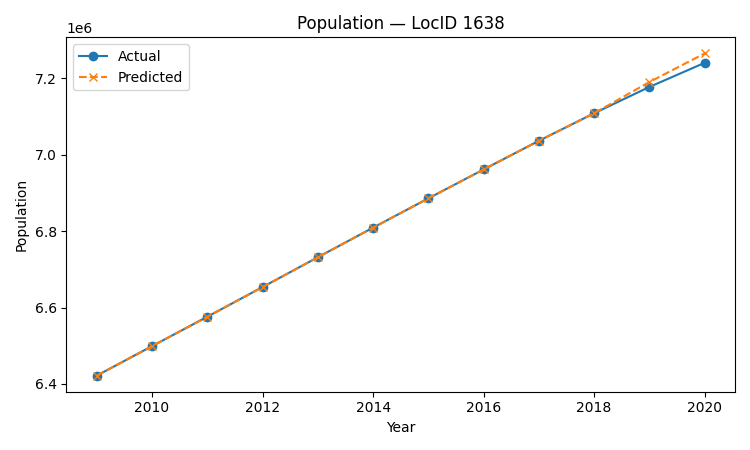 Population — LocID 1638
1e6
Actual
Predicted
7.2
7.0
6.8
6.6
6.4
Population
2010 2012 2014 2016 2018 2020
Year